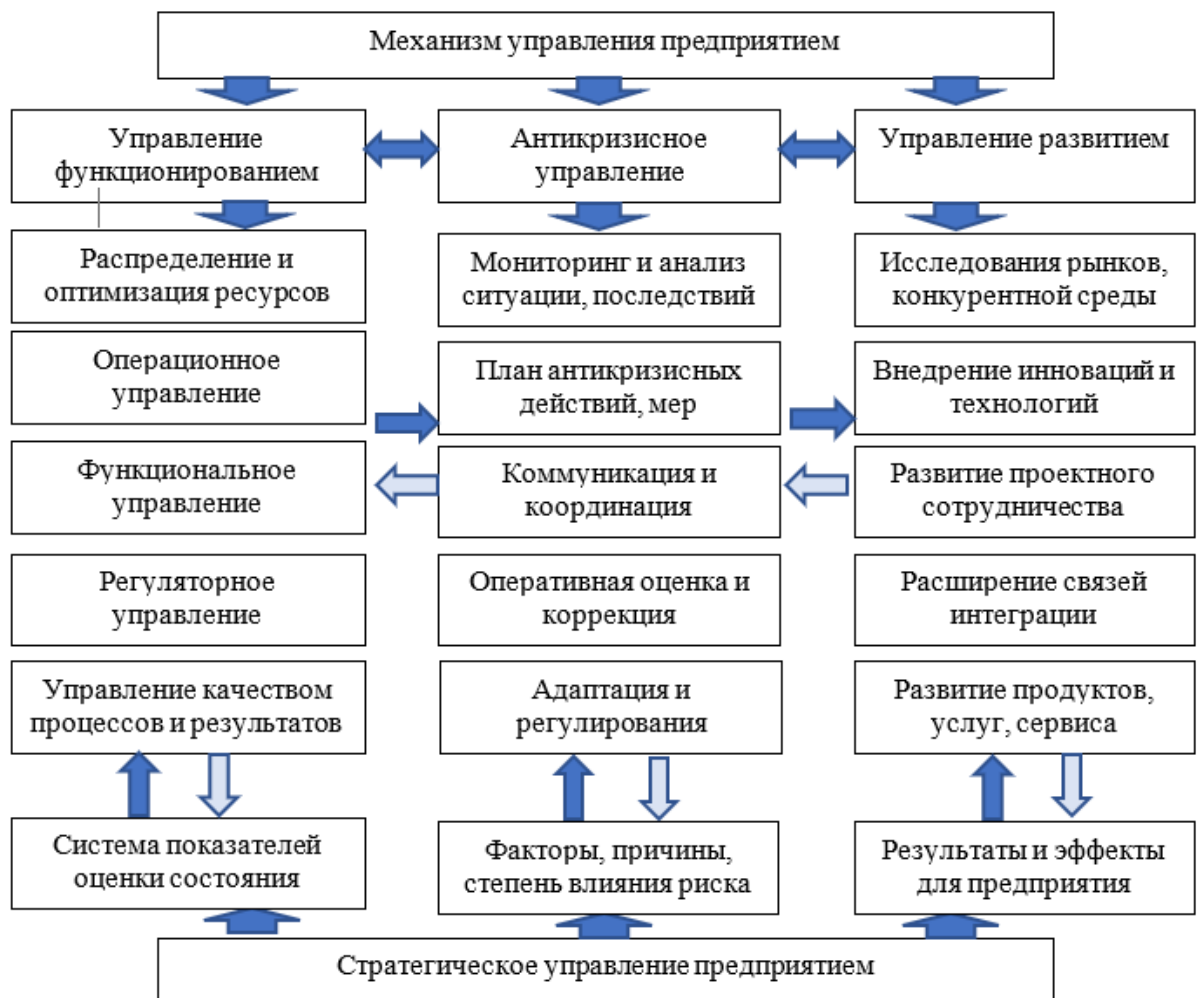 Механизм управления предприятием
Управление
функционированием
Антикризисное
управление
Управление развитием
Распределение и
оптимизация ресурсов
Мониторинг и анализ
ситуации, последствий
Исследования рынков,
конкурентной среды
Операционное
управление
План антикризисных
действий, мер
Внедрение инноваций и
технологий
Функциональное
управление
Коммуникация и
координация
Развитие проектного
сотрудничества
Регуляторное
управление
Оперативная оценка и
коррекция
Расширение связей
интеграции
Управление качеством
процессов и результатов
Адаптация и
регулирования
Развитие продуктов,
услуг, сервиса
Система показателей
оценки состояния
Факторы, причины,
степень влияния риска
Результаты и эффекты
для предприятия
Стратегическое управление предприятием